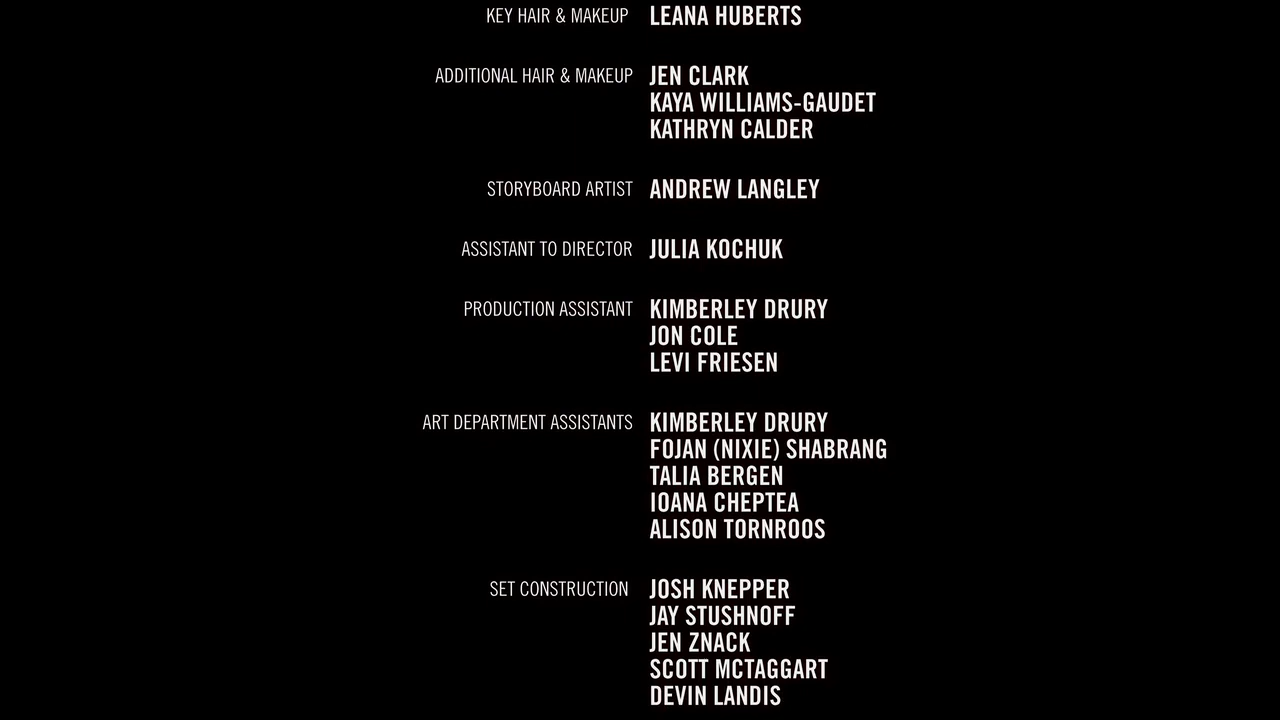 KEY HAIR & MAKEUP LEANA HUBERTS
ADDITIONAL HAIR & MAKEUP JEN CLARK
KAYA WILLIAMS-GAUDET
KATHRYN CALDER
STORYBOARD ARTIST ANDREW LANGLEY
ASSISTANT TO DIRECTOR JULIA KOCHUK
PRODUCTION ASSISTANT KIMBERLEY DRURY
JON COLE
LEVI FRIESEN
ART DEPARTMENT ASSISTANTS KIMBERLEY DRURY
FOJAN (NIXIE) SHABRANG
TALIA BERGEN
IOANA CHEPTEA
ALISON TORNROOS
SET CONSTRUCTION JOSH KNEPPER
JAY STUSHNOFF
JEN ZNACK
SCOTT MCTAGGART
DEVIN LANDIS